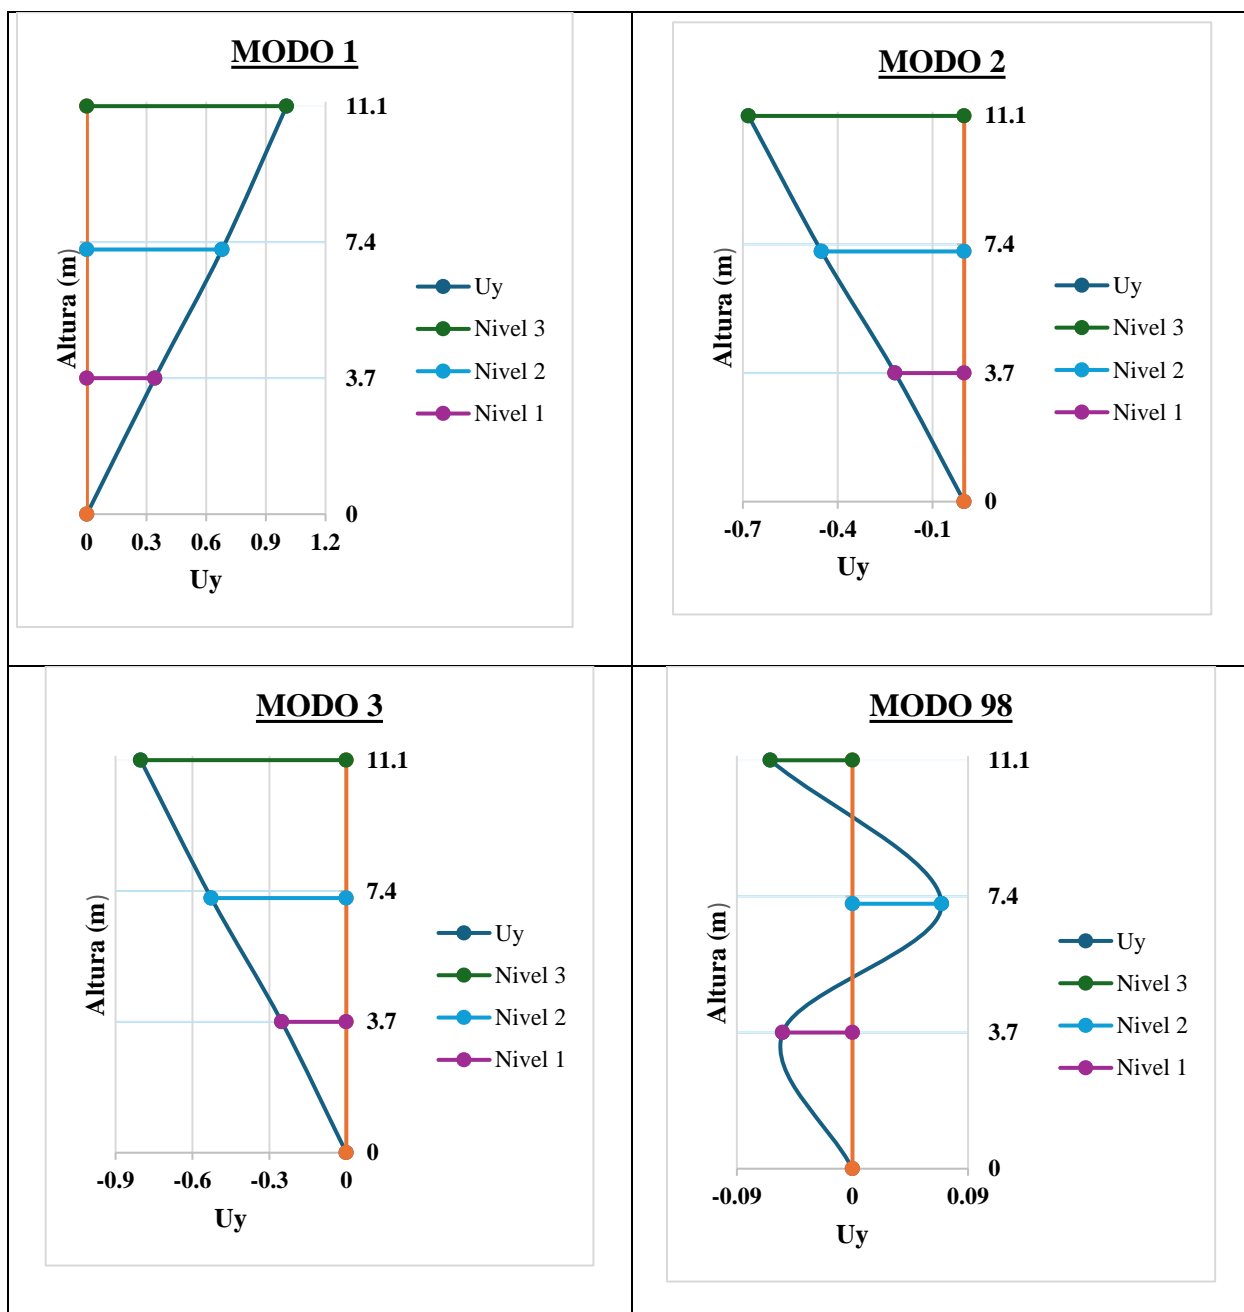 MODO 1
11.1
7.4
3.7
0
Altura (m)
0 0.3 0.6 0.9 1.2
Uy
Uy
Nivel 3
Nivel 2
Nivel 1
MODO 2
11.1
7.4
3.7
0
Altura (m)
-0.7 -0.4 -0.1
Uy
Uy
Nivel 3
Nivel 2
Nivel 1
MODO 3
11.1
7.4
3.7
0
Altura (m)
-0.9 -0.6 -0.3 0
Uy
Uy
Nivel 3
Nivel 2
Nivel 1
MODO 98
11.1
7.4
3.7
0
Altura (m)
-0.09 0 0.09
Uy
Uy
Nivel 3
Nivel 2
Nivel 1